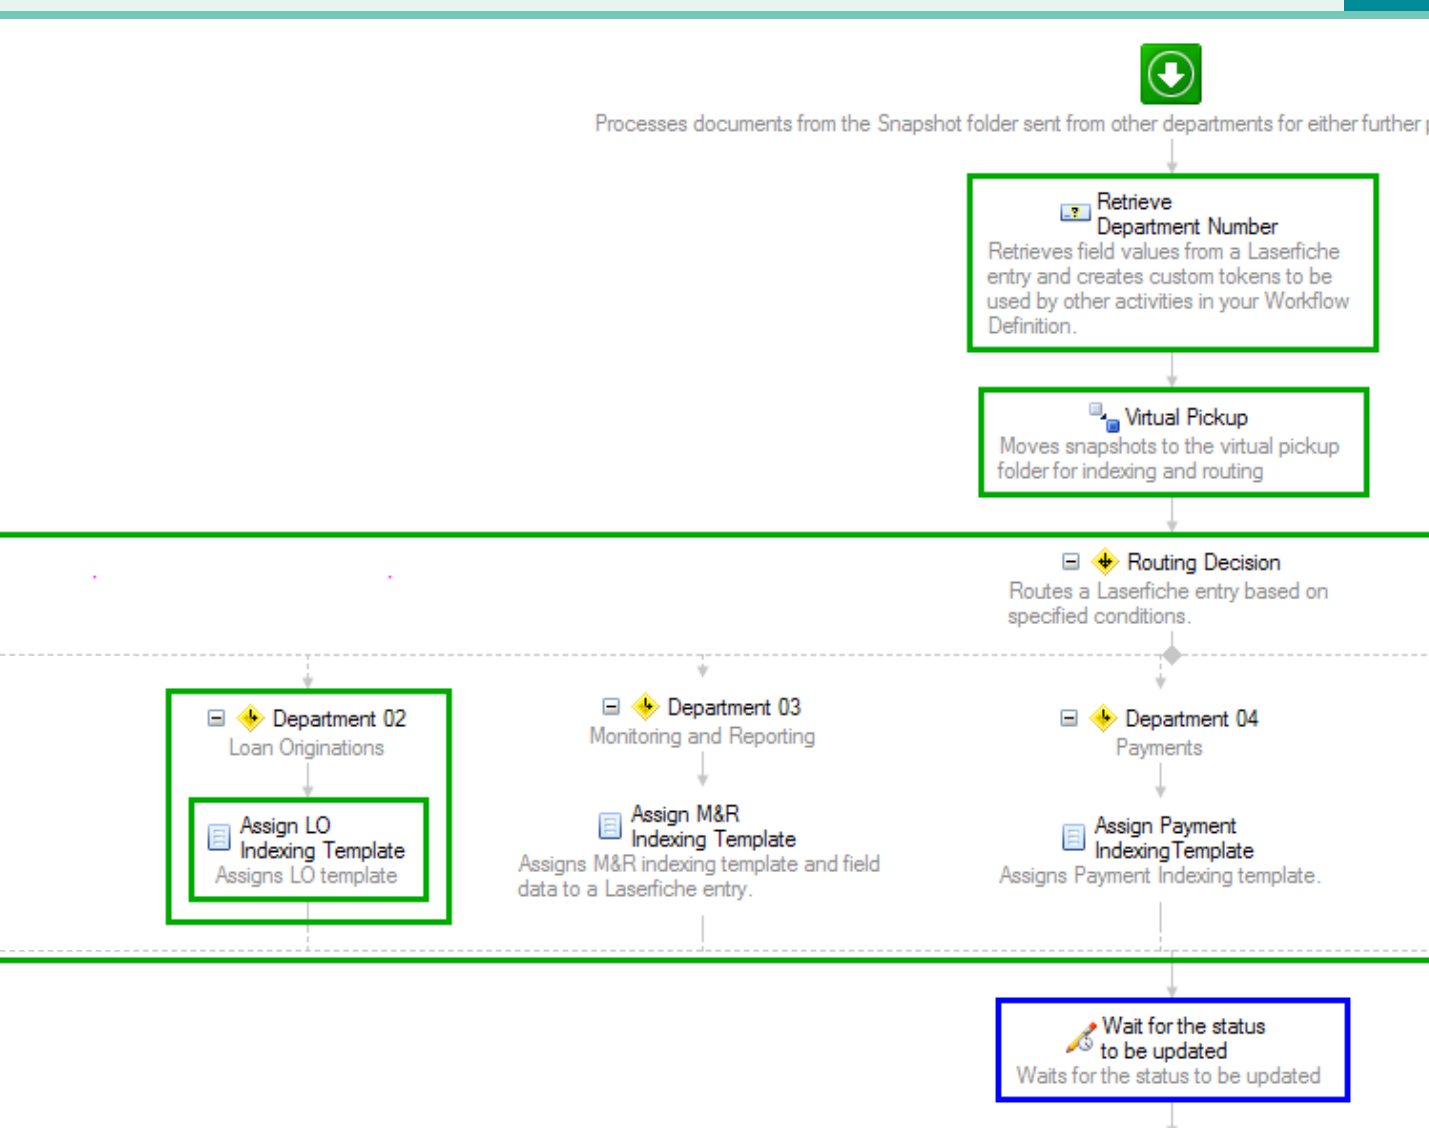 Processes documents from the Snapshot folder sent from other departments for either further
Retrieve
Department Number
Retrieves field values from a Laserfiche
entry and creates custom tokens to be
used by other activities in your Workflow
Definition.
Virtual Pickup
Moves snapshots to the virtual pickup
folder for indexing and routing
Routing Decision
Routes a Laserfiche entry based on
specified conditions.
Department 02
Loan Originations
Assign LO
Indexing Template
Assigns LO template
Department 03
Monitoring and Reporting
Assign M&R
Indexing Template
Assigns M&R indexing template and field
data to a Laserfiche entry.
Department 04
Payments
Assign Payment
IndexingTemplate
Assigns Payment Indexing template.
Wait for the status
to be updated
Waits for the status to be updated